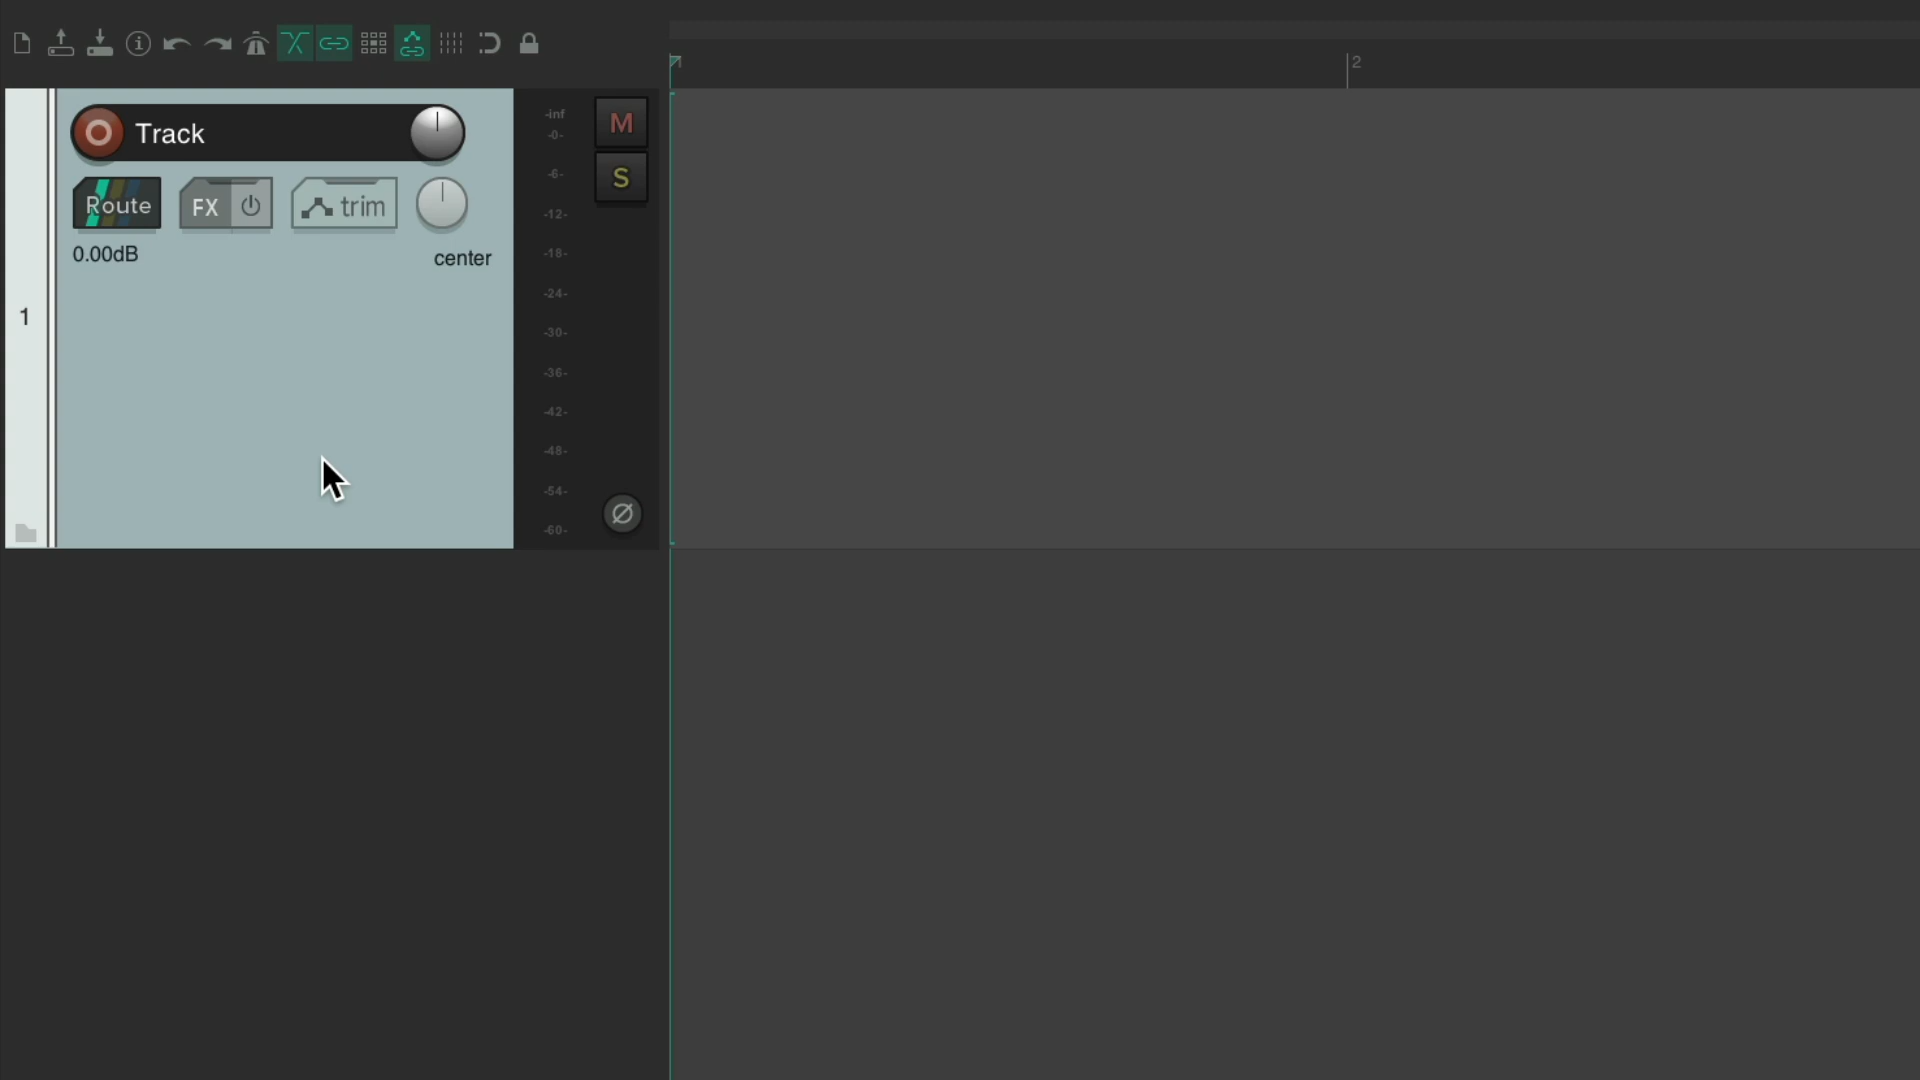 2
Track
M
-inf
-0-
-6-
S
Route
FX
trim
-12-
0.00dB
center
-18-
-24-
1
-30-
-36-
-42-
-48-
-54-
-60-